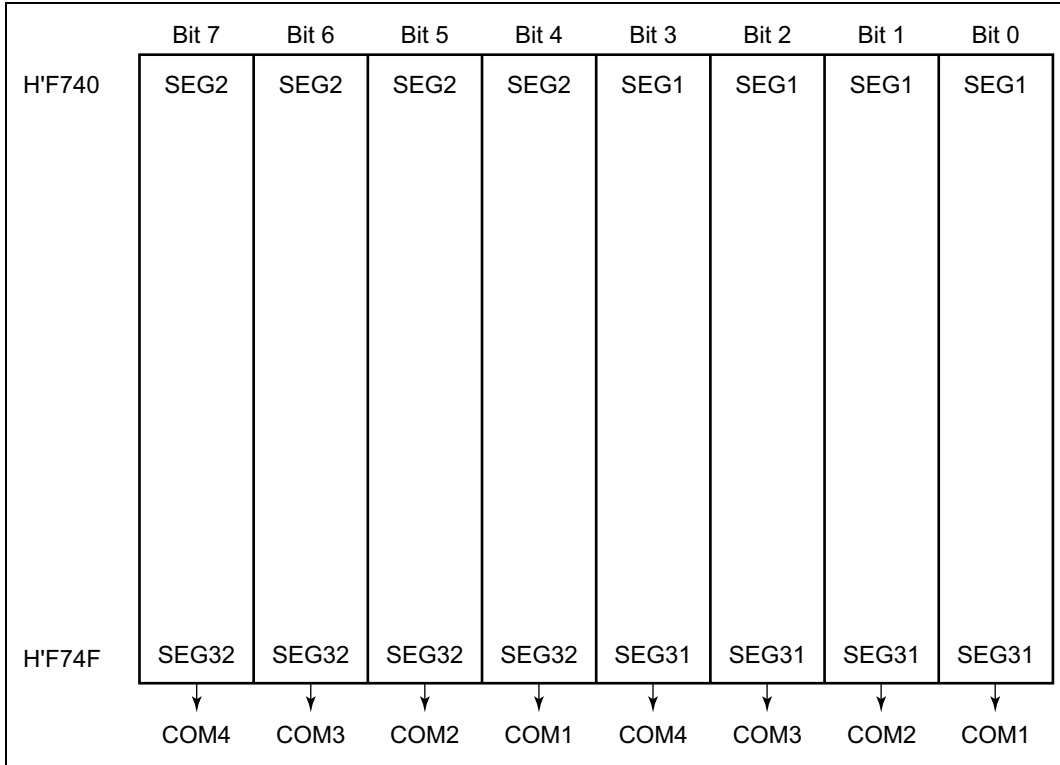 Bit 7 Bit 6 Bit 5 Bit 4 Bit 3 Bit 2 Bit 1 Bit 0
H'F740 SEG2 SEG2 SEG2 SEG2 SEG1 SEG1 SEG1 SEG1
H'F74F SEG32 SEG32 SEG32 SEG32 SEG31 SEG31 SEG31 SEG31
COM4 COM3 COM2 COM1 COM4 COM3 COM2 COM1